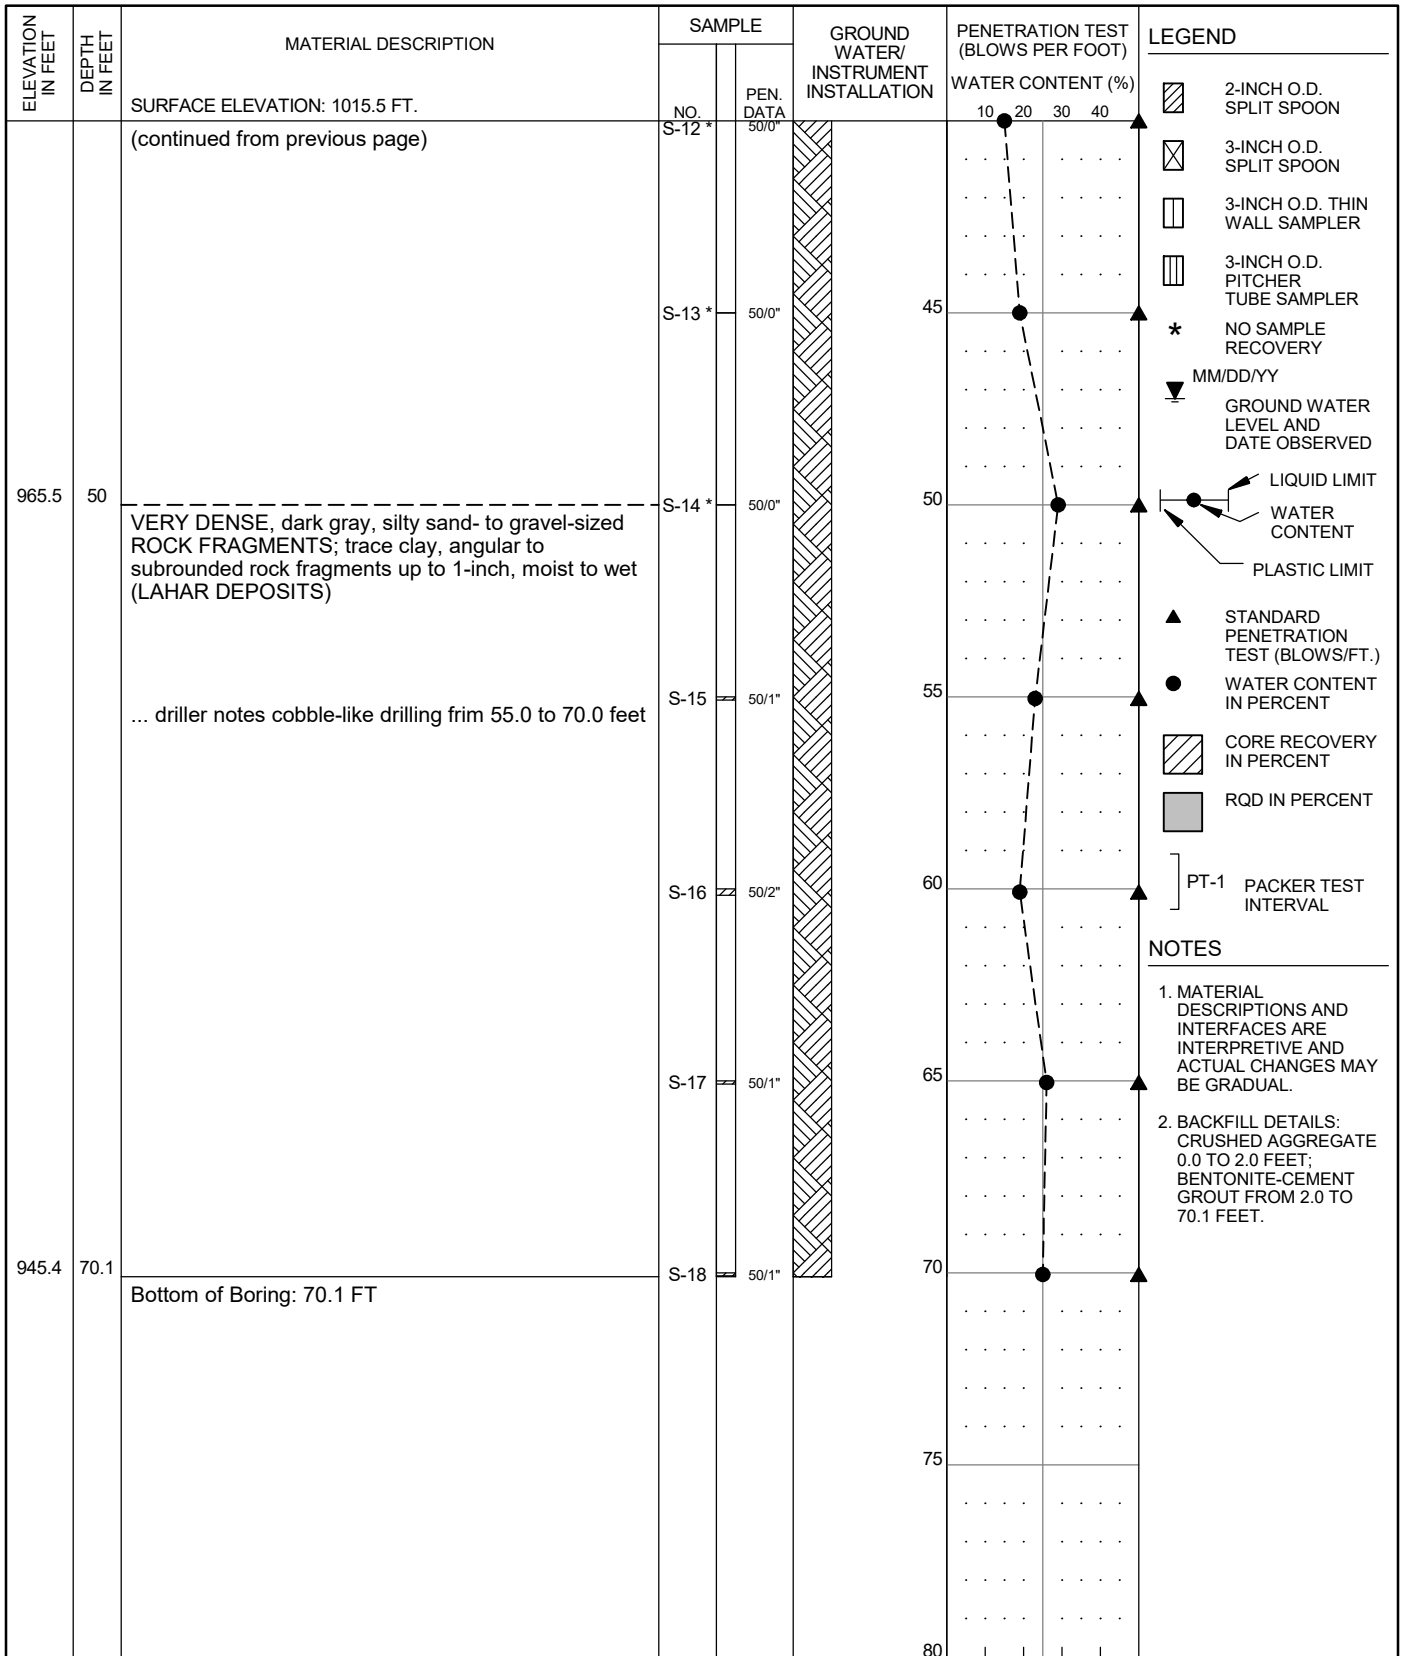 ELEVATION
IN FEET
DEPTH
IN FEET
MATERIAL DESCRIPTION
SURFACE ELEVATION: 1015.5 FT.
SAMPLE
NO.
PEN.
DATA
GROUND
WATER/
INSTRUMENT
INSTALLATION
PENETRATION TEST
(BLOWS PER FOOT)
WATER CONTENT (%)
10 20 30 40
(continued from previous page)
S-12 * 50/0"
S-13 * 50/0"
45
965.5 50
S-14 * 50/0"
50
VERY DENSE, dark gray, silty sand- to gravel-sized
ROCK FRAGMENTS; trace clay, angular to
subrounded rock fragments up to 1-inch, moist to wet
(LAHAR DEPOSITS)
S-15 50/1"
55
... driller notes cobble-like drilling frim 55.0 to 70.0 feet
S-16 50/2"
60
S-17 50/1"
65
945.4 70.1
S-18 50/1"
70
Bottom of Boring: 70.1 FT
75
80
LEGEND
2-INCH O.D.
SPLIT SPOON
3-INCH O.D.
SPLIT SPOON
3-INCH O.D. THIN
WALL SAMPLER
3-INCH O.D.
PITCHER
TUBE SAMPLER
* NO SAMPLE
RECOVERY
MM/DD/YY
GROUND WATER
LEVEL AND
DATE OBSERVED
LIQUID LIMIT
WATER
CONTENT
PLASTIC LIMIT
STANDARD
PENETRATION
TEST (BLOWS/FT.)
WATER CONTENT
IN PERCENT
CORE RECOVERY
IN PERCENT
RQD IN PERCENT
PT-1 PACKER TEST
INTERVAL
NOTES
1. MATERIAL
DESCRIPTIONS AND
INTERFACES ARE
INTERPRETIVE AND
ACTUAL CHANGES MAY
BE GRADUAL.
2. BACKFILL DETAILS:
CRUSHED AGGREGATE
0.0 TO 2.0 FEET;
BENTONITE-CEMENT
GROUT FROM 2.0 TO
70.1 FEET.